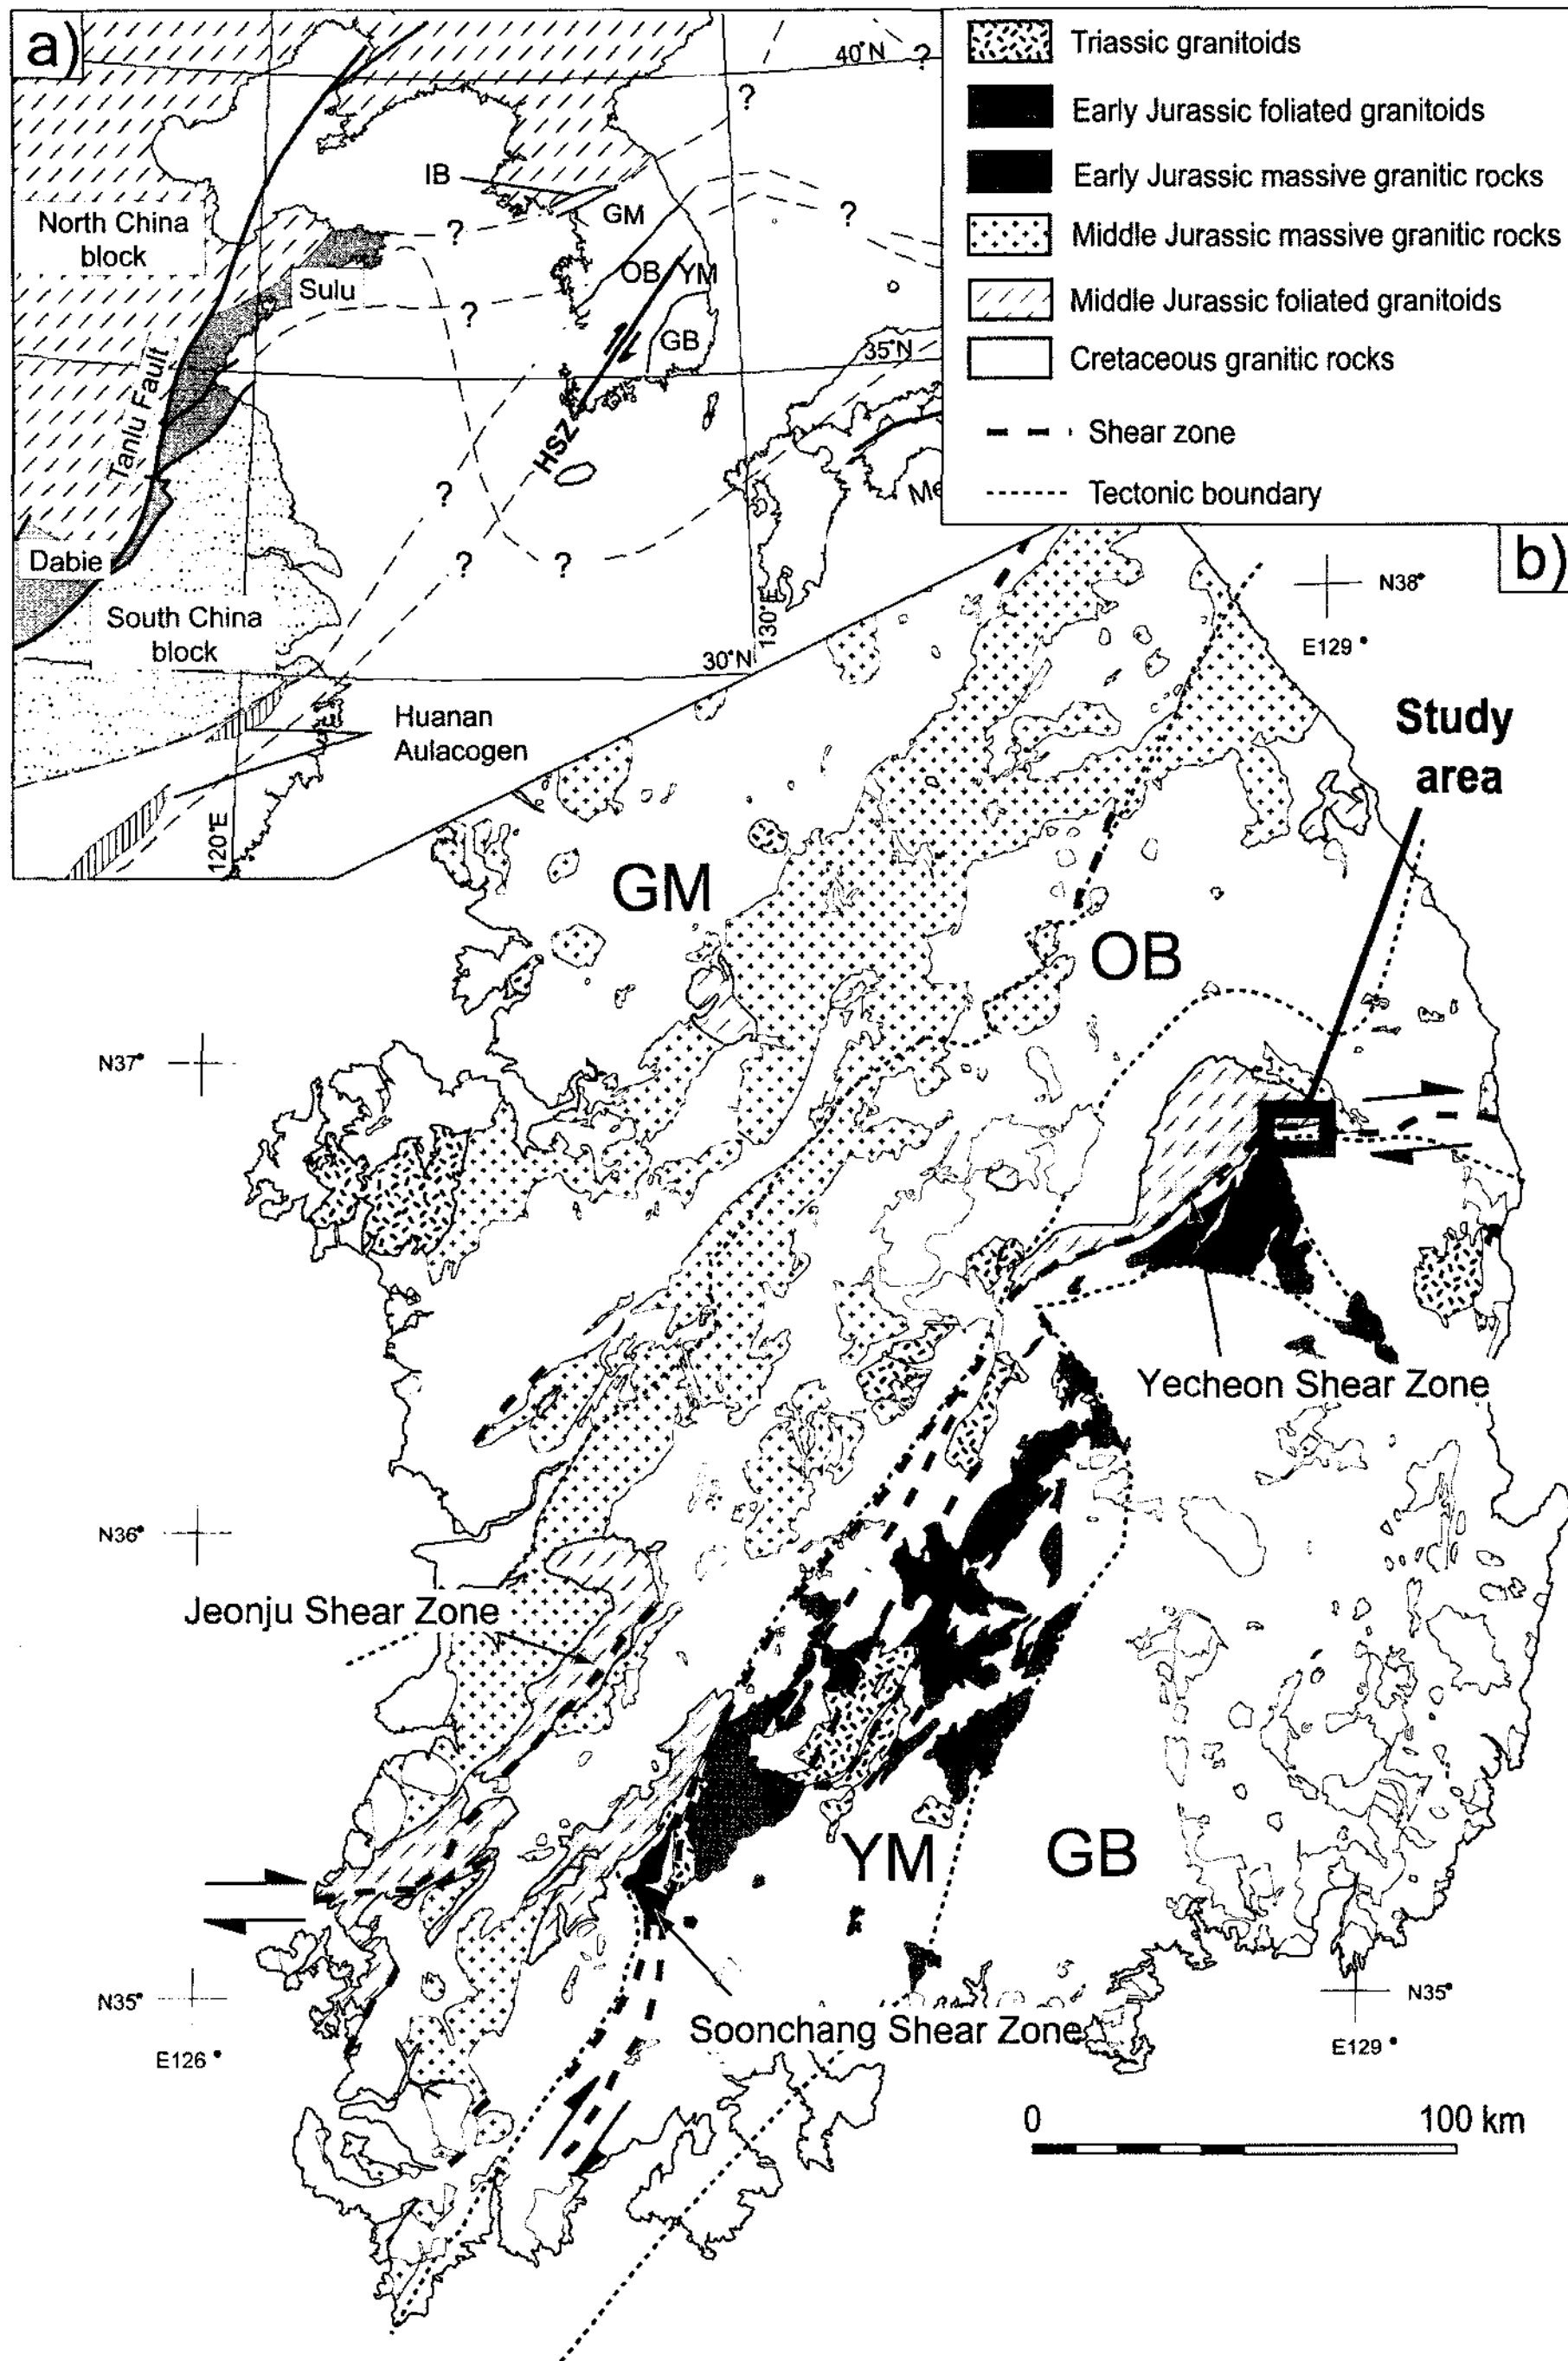 a)
40°N
?
?
IB
GM
North China
block
?
?
OB
YM
Sulu
?
GB
35°N
Tanlu Fault
HSZ
?
Me
Dabie
?
?
130°E
South China
block
30°N
Huanan
Aulacogen
120°E
Triassic granitoids
Early Jurassic foliated granitoids
Early Jurassic massive granitic rocks
Middle Jurassic massive granitic rocks
Middle Jurassic foliated granitoids
Cretaceous granitic rocks
Shear zone
Tectonic boundary
b)
N38°
E129°
Study
area
GM
OB
N37°
Yecheon Shear Zone
N36°
Jeonju Shear Zone
YM
GB
N35°
N35°
Soonchang Shear Zone
E126°
E129°
0
100 km